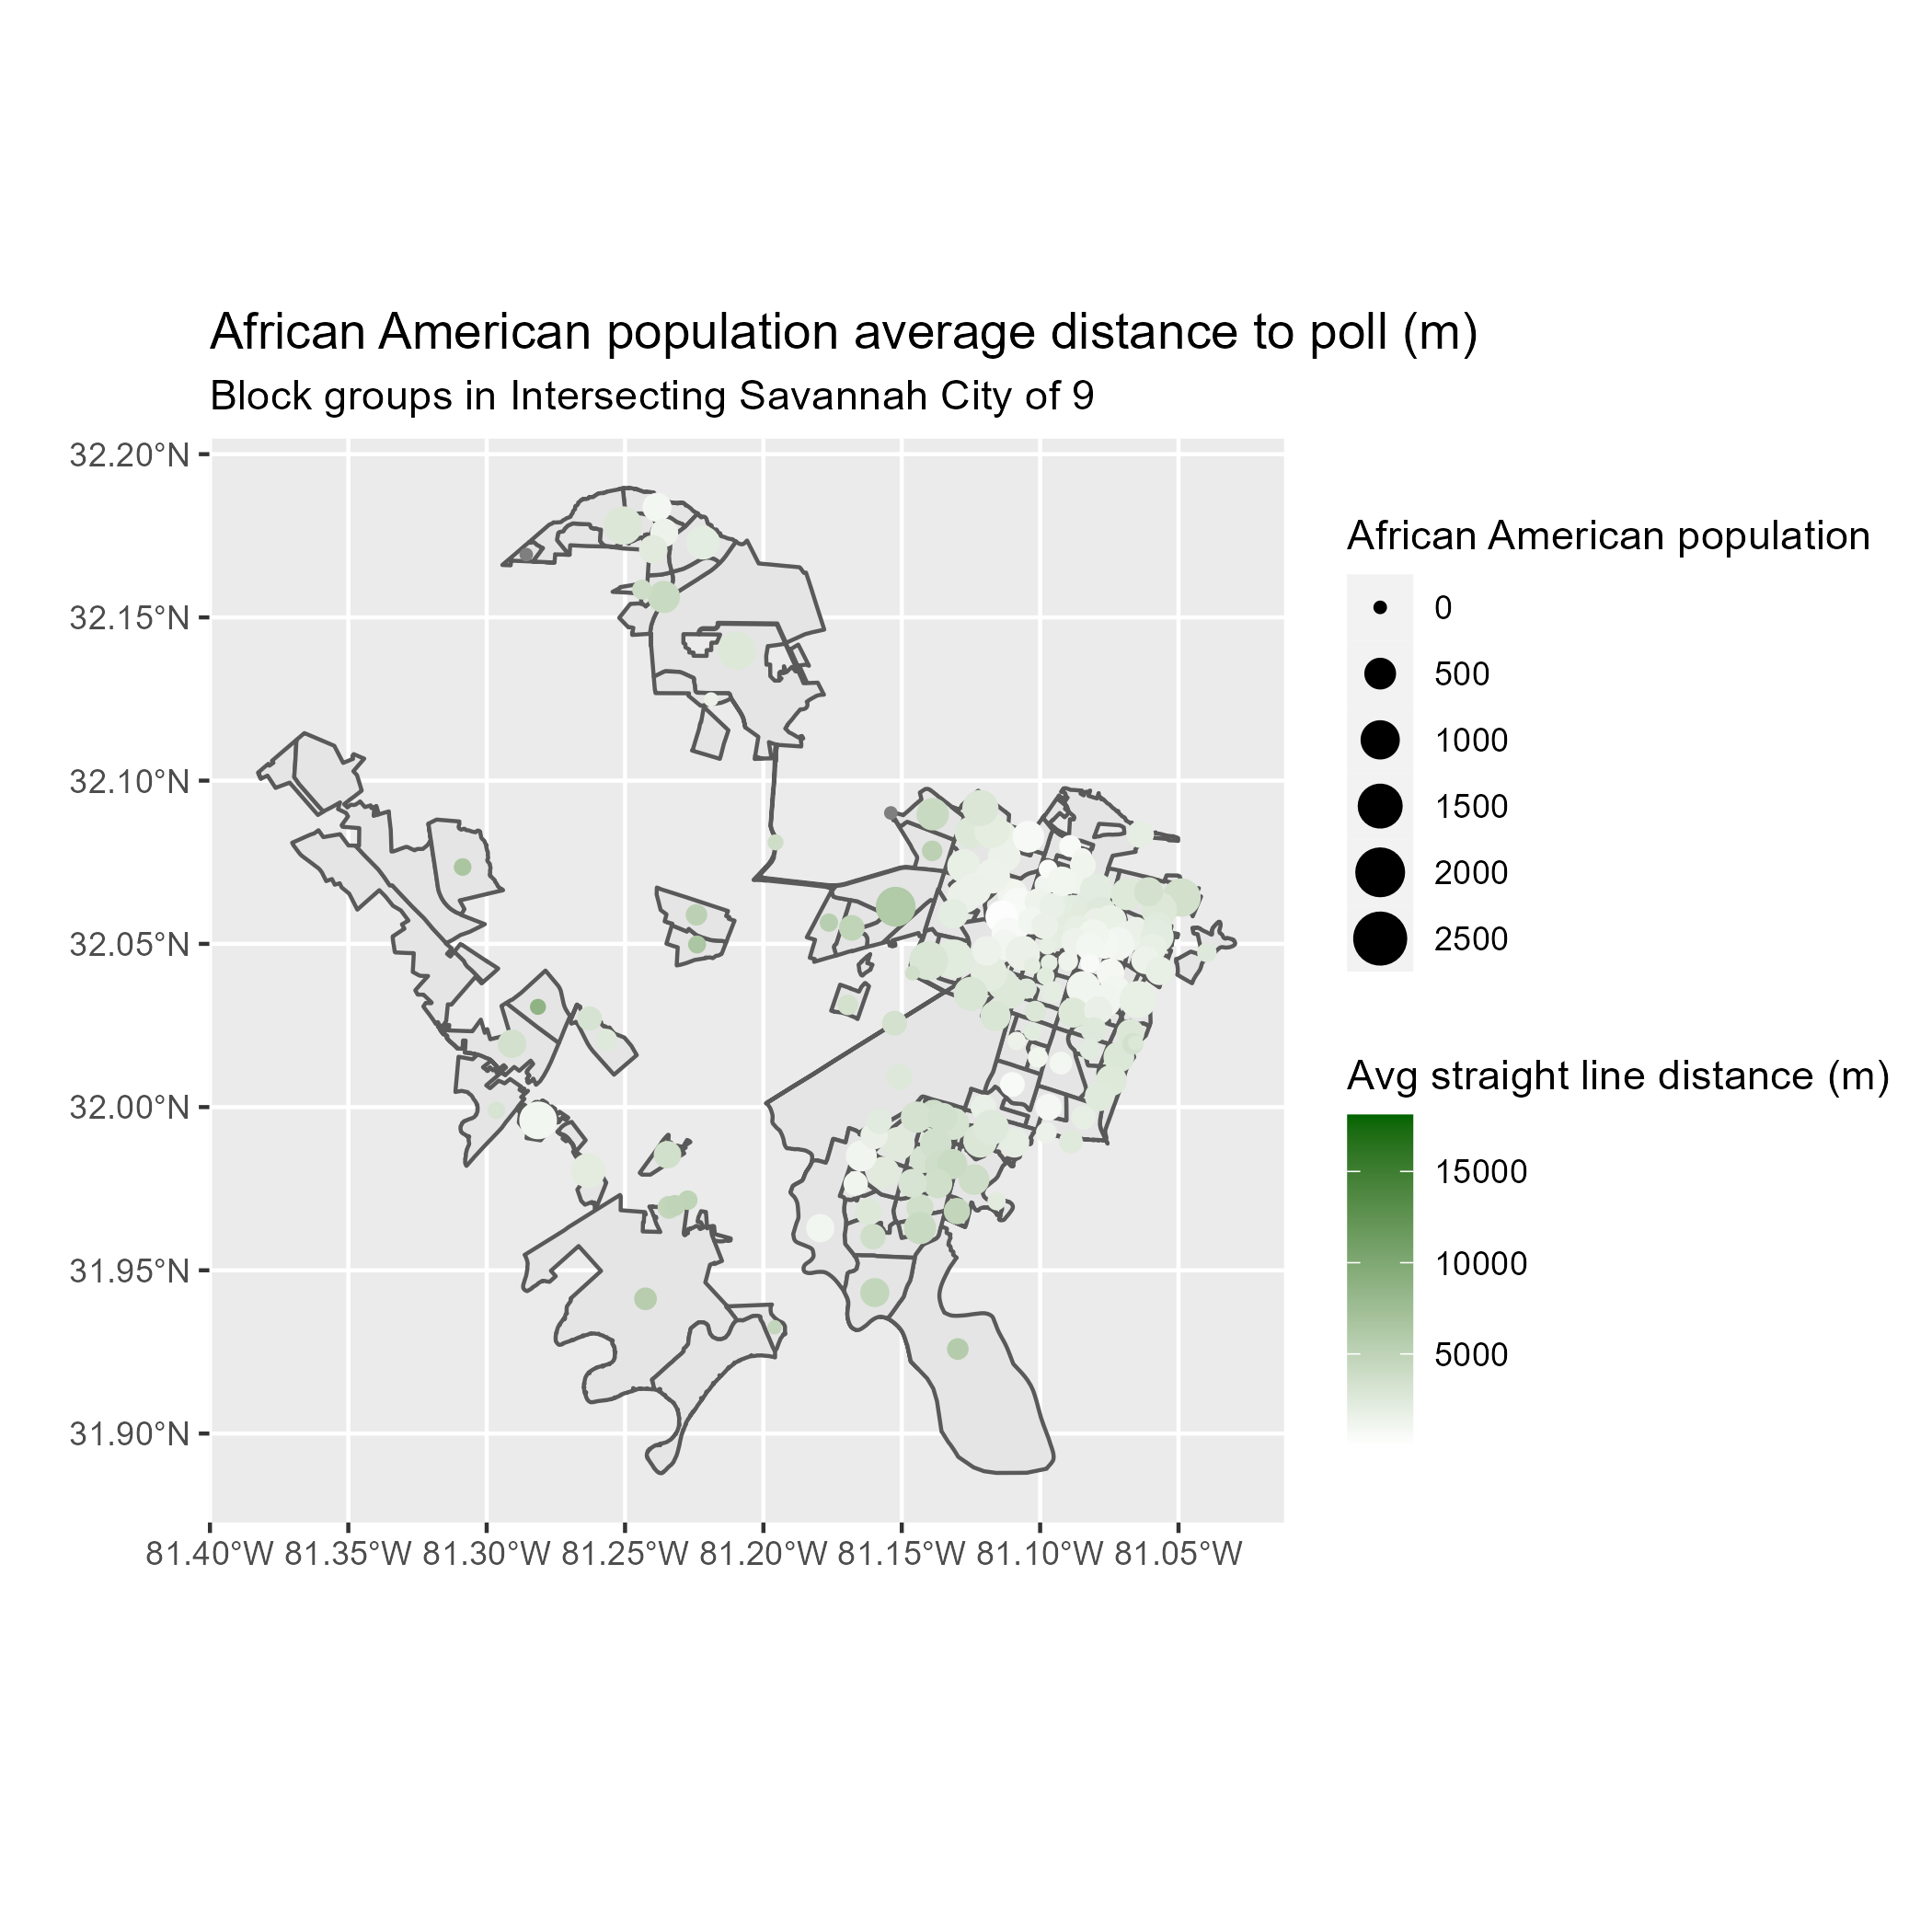 African American population average distance to poll (m)
Block groups in Intersecting Savannah City of 9
32.20°N
32.15°N
32.10°N
32.05°N
32.00°N
31.95°N
31.90°N
81.40°W 81.35°W 81.30°W 81.25°W 81.20°W 81.15°W 81.10°W 81.05°W
African American population
0
500
1000
1500
2000
2500
Avg straight line distance (m)
15000
10000
5000